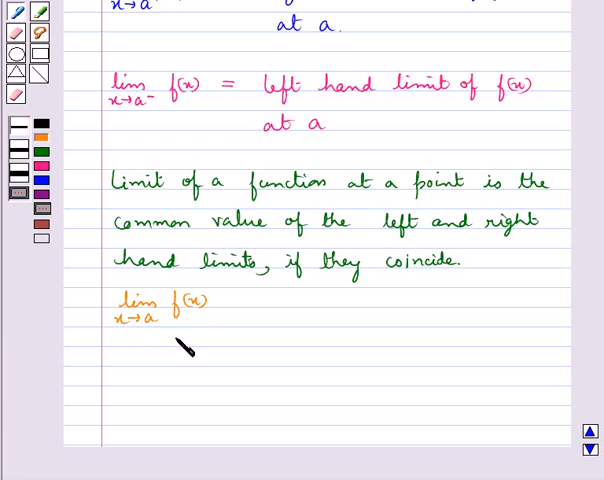 x→a
at a.
lim f(x) = left hand limit of f(x)
x→a⁻
at a
Limit of a function at a point is the
common value of the left and right
hand limits, if they coincide.
lim f(x)
x→a